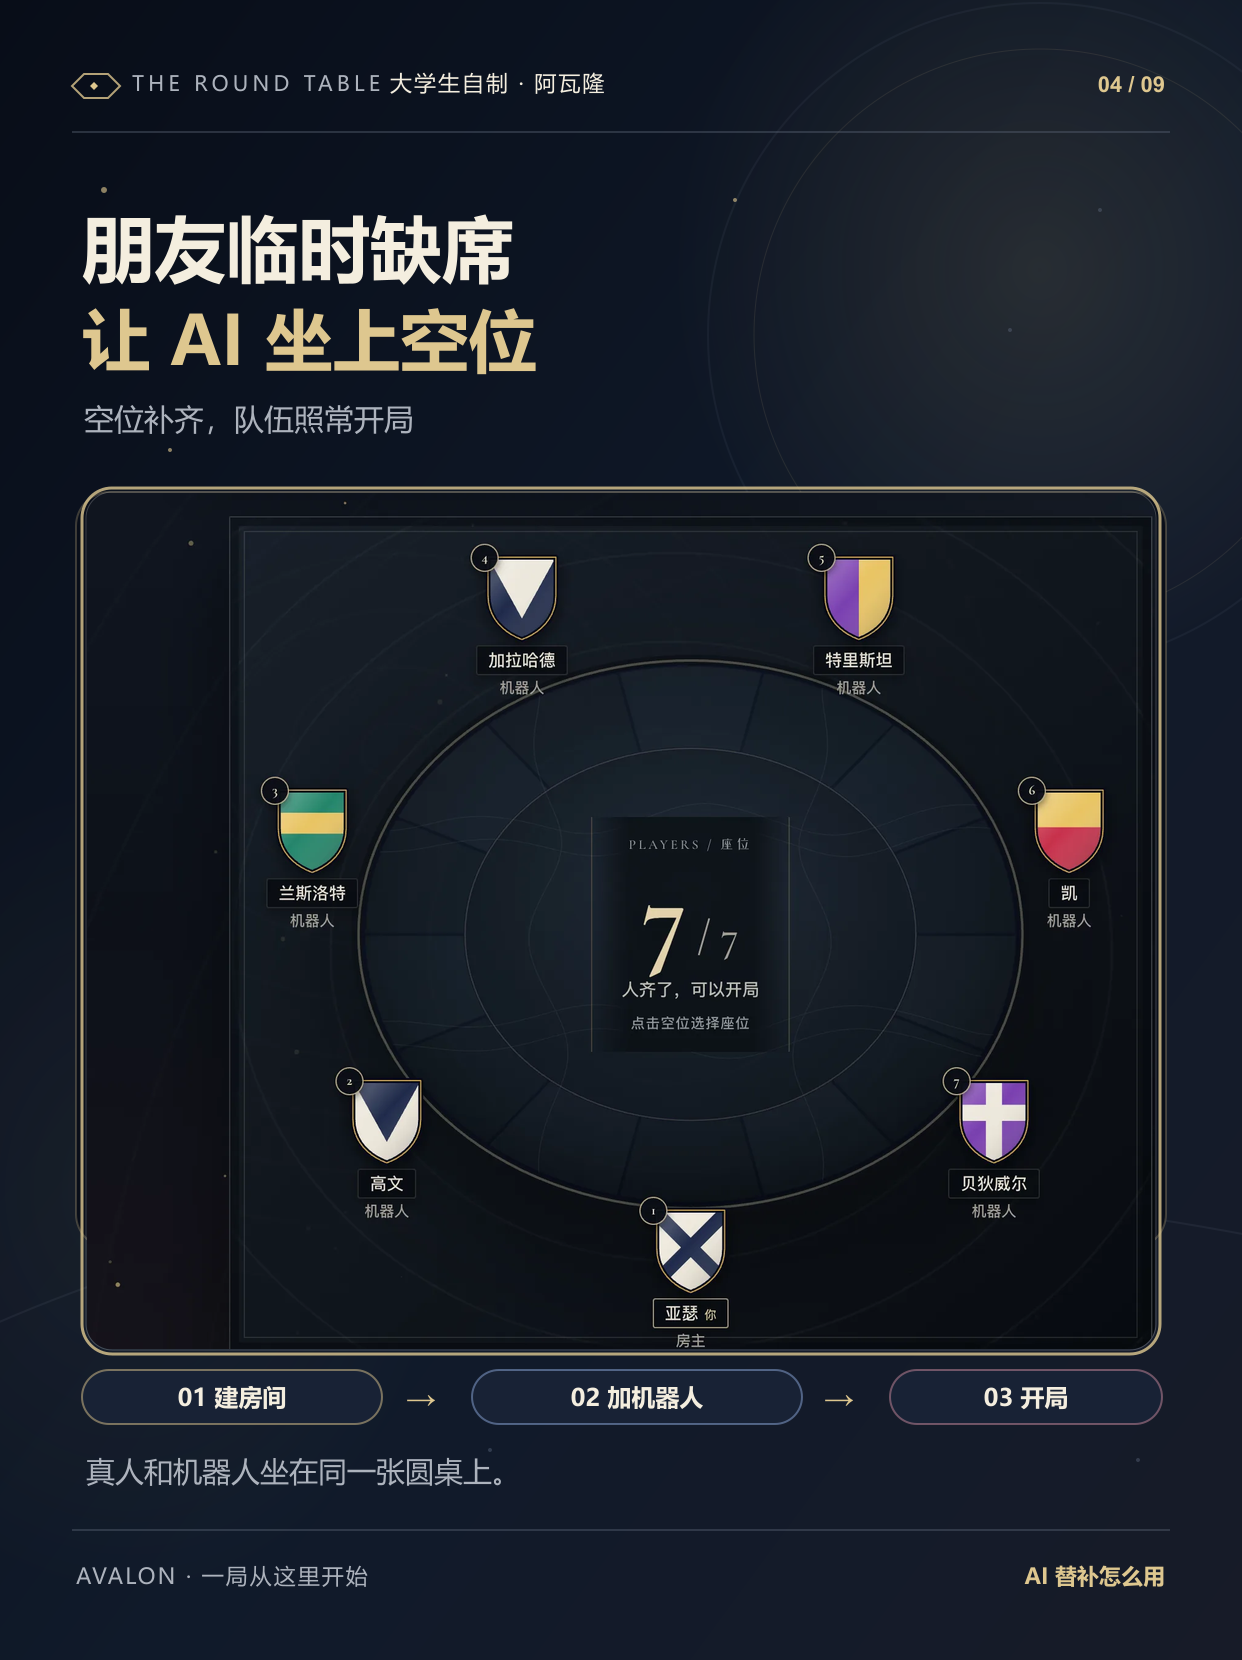 THE ROUND TABLE 大学生自制 · 阿瓦隆
04 / 09
朋友临时缺席
让 AI 坐上空位
空位补齐，队伍照常开局
4
加拉哈德
机器人
5
特里斯坦
机器人
3
兰斯洛特
机器人
6
凯
机器人
PLAYERS / 座位
7 / 7
人齐了，可以开局
点击空位选择座位
2
高文
机器人
7
贝狄威尔
机器人
1
亚瑟 你
房主
01 建房间 → 02 加机器人 → 03 开局
真人和机器人坐在同一张圆桌上。
AVALON · 一局从这里开始
AI 替补怎么用